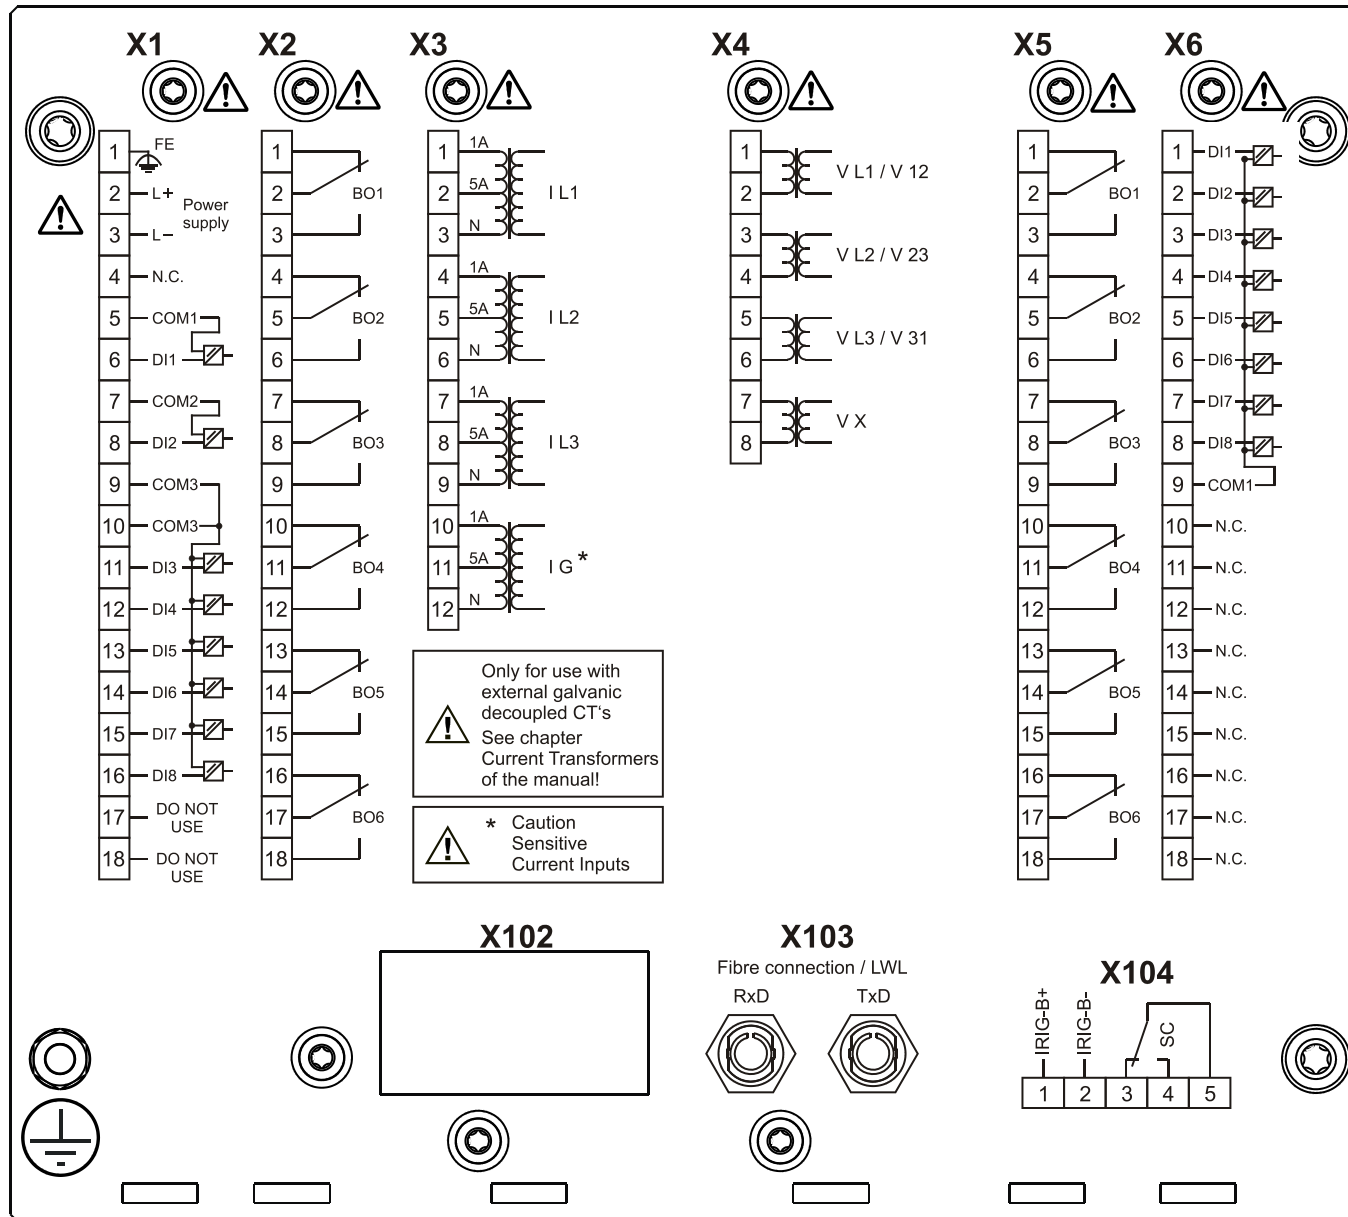 X1 X2 X3 X4 X5 X6
1 FE
2 L+
3 L–
Power
supply
4 N.C.
5 COM1
6 DI1
7 COM2
8 DI2
9 COM3
10 COM3
11 DI3
12 DI4
13 DI5
14 DI6
15 DI7
16 DI8
17 DO NOT
USE
18 DO NOT
USE
1
2 BO1
3
4
5 BO2
6
7
8 BO3
9
10
11 BO4
12
13
14 BO5
15
16
17 BO6
18
1 1A
2 5A I L1
3 N
4 1A
5 5A I L2
6 N
7 1A
8 5A I L3
9 N
10 1A
11 5A I G *
12 N
Only for use with
external galvanic
decoupled CT's
See chapter
Current Transformers
of the manual!
* Caution
Sensitive
Current Inputs
1
V L1 / V 12
2
3
V L2 / V 23
4
5
V L3 / V 31
6
7
V X
8
1
2 BO1
3
4
5 BO2
6
7
8 BO3
9
10
11 BO4
12
13
14 BO5
15
16
17 BO6
18
1 DI1
2 DI2
3 DI3
4 DI4
5 DI5
6 DI6
7 DI7
8 DI8
9 COM1
10 N.C.
11 N.C.
12 N.C.
13 N.C.
14 N.C.
15 N.C.
16 N.C.
17 N.C.
18 N.C.
X102
X103
Fibre connection / LWL
RxD TxD
X104
IRIG-B+
IRIG-B-
SC
1 2 3 4 5